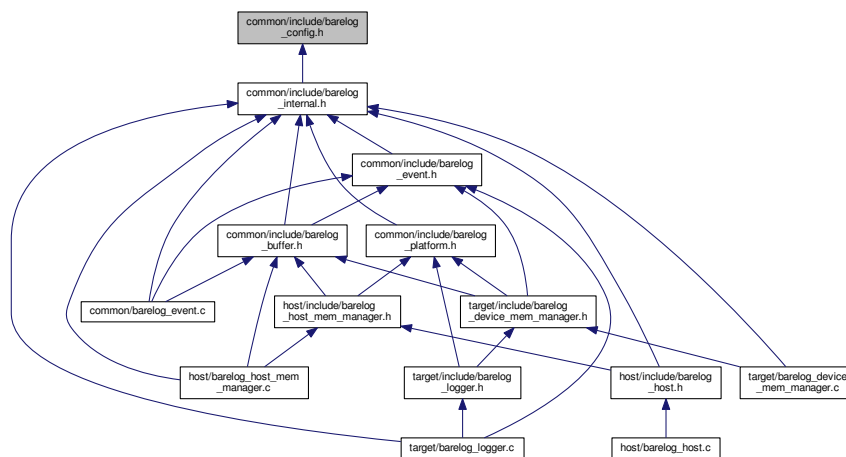 common/include/barelog
_config.h
common/include/barelog
_internal.h
common/include/barelog
_event.h
common/include/barelog
_buffer.h
common/include/barelog
_platform.h
common/barelog_event.c
host/include/barelog
_host_mem_manager.h
target/include/barelog
_device_mem_manager.h
host/barelog_host_mem
_manager.c
target/include/barelog
_logger.h
host/include/barelog
_host.h
target/barelog_device
_mem_manager.c
target/barelog_logger.c
host/barelog_host.c